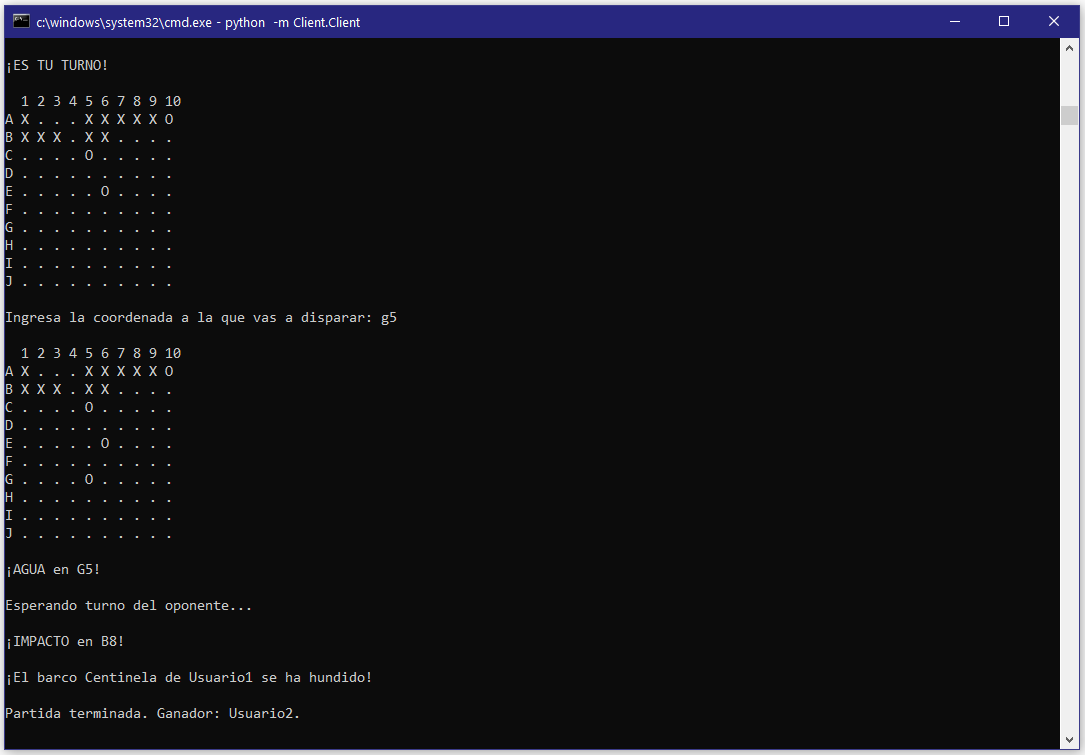 c:\windows\system32\cmd.exe - python  -m Client.Client
¡ES TU TURNO!
  1 2 3 4 5 6 7 8 9 10
A X . . . X X X X X O
B X X X . X X . . . .
C . . . . O . . . . .
D . . . . . . . . . .
E . . . . . O . . . .
F . . . . . . . . . .
G . . . . . . . . . .
H . . . . . . . . . .
I . . . . . . . . . .
J . . . . . . . . . .
Ingresa la coordenada a la que vas a disparar: g5
  1 2 3 4 5 6 7 8 9 10
A X . . . X X X X X O
B X X X . X X . . . .
C . . . . O . . . . .
D . . . . . . . . . .
E . . . . . O . . . .
F . . . . . . . . . .
G . . . . O . . . . .
H . . . . . . . . . .
I . . . . . . . . . .
J . . . . . . . . . .
¡AGUA en G5!
Esperando turno del oponente...
¡IMPACTO en B8!
¡El barco Centinela de Usuario1 se ha hundido!
Partida terminada. Ganador: Usuario2.